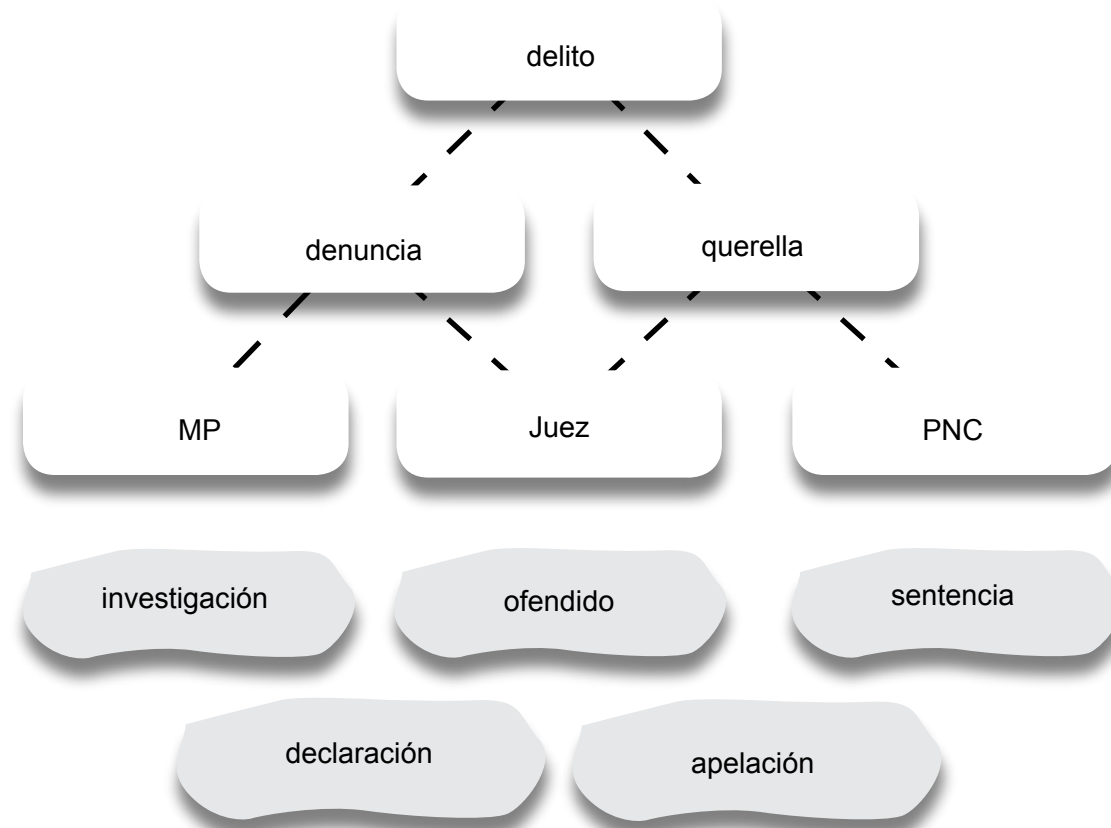 delito
denuncia
querella
MP
Juez
PNC
investigación
ofendido
sentencia
declaración
apelación